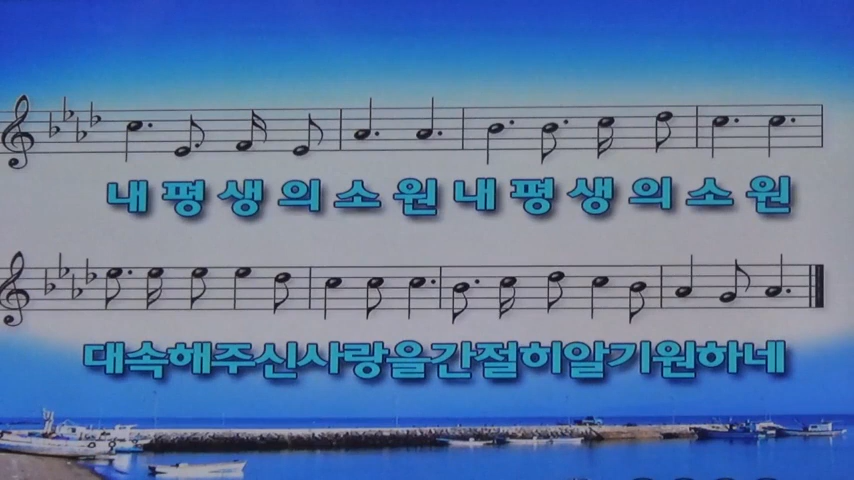 내 평 생 의 소 원 내 평 생 의 소 원
대속해주신사랑을간절히알기원하네